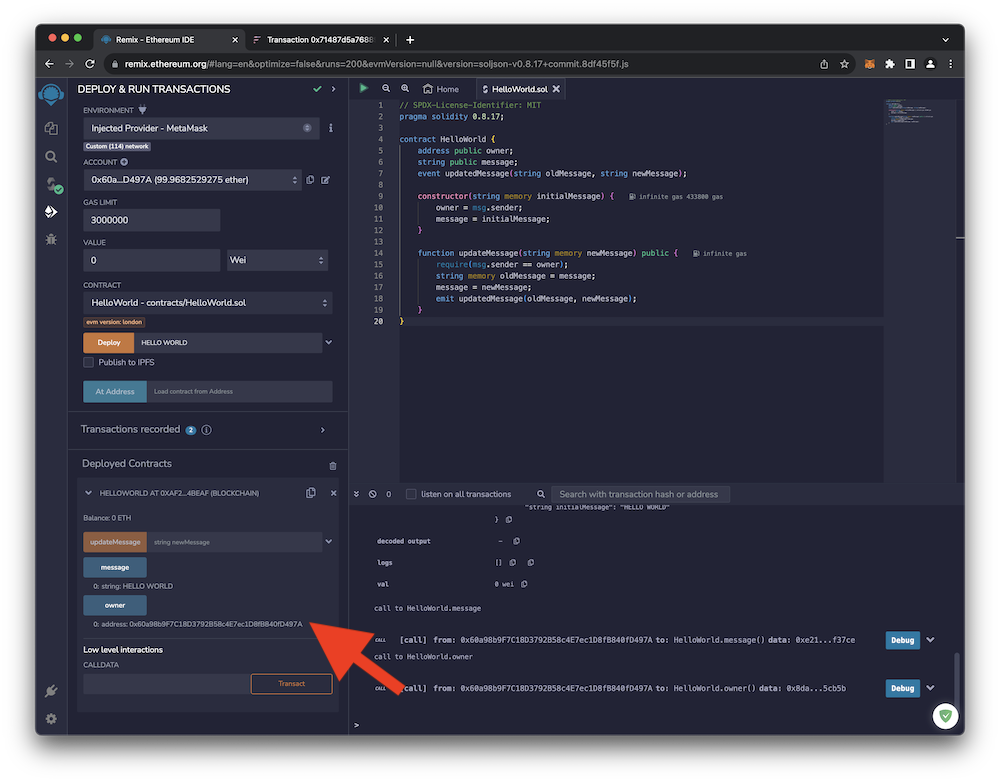 Remix - Ethereum IDE
Transaction 0x71487d5a7688
remix.ethereum.org/#lang=en&optimize=false&runs=200&evmVersion=null&version=soljson-v0.8.17+commit.8df45f5f.js
DEPLOY & RUN TRANSACTIONS
ENVIRONMENT
Injected Provider - MetaMask
Custom (114) network
ACCOUNT
0x60a...D497A (99.9682529275 ether)
GAS LIMIT
3000000
VALUE
0
Wei
CONTRACT
HelloWorld - contracts/HelloWorld.sol
evm version: london
Deploy
HELLO WORLD
Publish to IPFS
At Address
Load contract from Address
Transactions recorded 2
Deployed Contracts
HELLOWORLD AT 0XAF2...4BEAF (BLOCKCHAIN)
Balance: 0 ETH
updateMessage
string newMessage
message
0: string: HELLO WORLD
owner
0: address: 0x60a98b9F7C18D3792B58c4E7ec1D8fBB40fD497A
Low level interactions
CALLDATA
Transact
Home
HelloWorld.sol
1 // SPDX-License-Identifier: MIT
2 pragma solidity 0.8.17;
3
4 contract HelloWorld {
5 address public owner;
6 string public message;
7 event updatedMessage(string oldMessage, string newMessage);
8
9 constructor(string memory initialMessage) { infinite gas 433800 gas
10 owner = msg.sender;
11 message = initialMessage;
12 }
13
14 function updateMessage(string memory newMessage) public { infinite gas
15 require(msg.sender == owner);
16 string memory oldMessage = message;
17 message = newMessage;
18 emit updatedMessage(oldMessage, newMessage);
19 }
20 }
0
listen on all transactions
Search with transaction hash or address
"string initialMessage": "HELLO WORLD"
}
decoded output
-
logs
[]
val
0 wei
call to HelloWorld.message
CALL [call] from: 0x60a98b9F7C18D3792B58c4E7ec1D8fBB40fD497A to: HelloWorld.message() data: 0xe21...f37ce
Debug
call to HelloWorld.owner
CALL [call] from: 0x60a98b9F7C18D3792B58c4E7ec1D8fBB40fD497A to: HelloWorld.owner() data: 0x8da...5cb5b
Debug
>